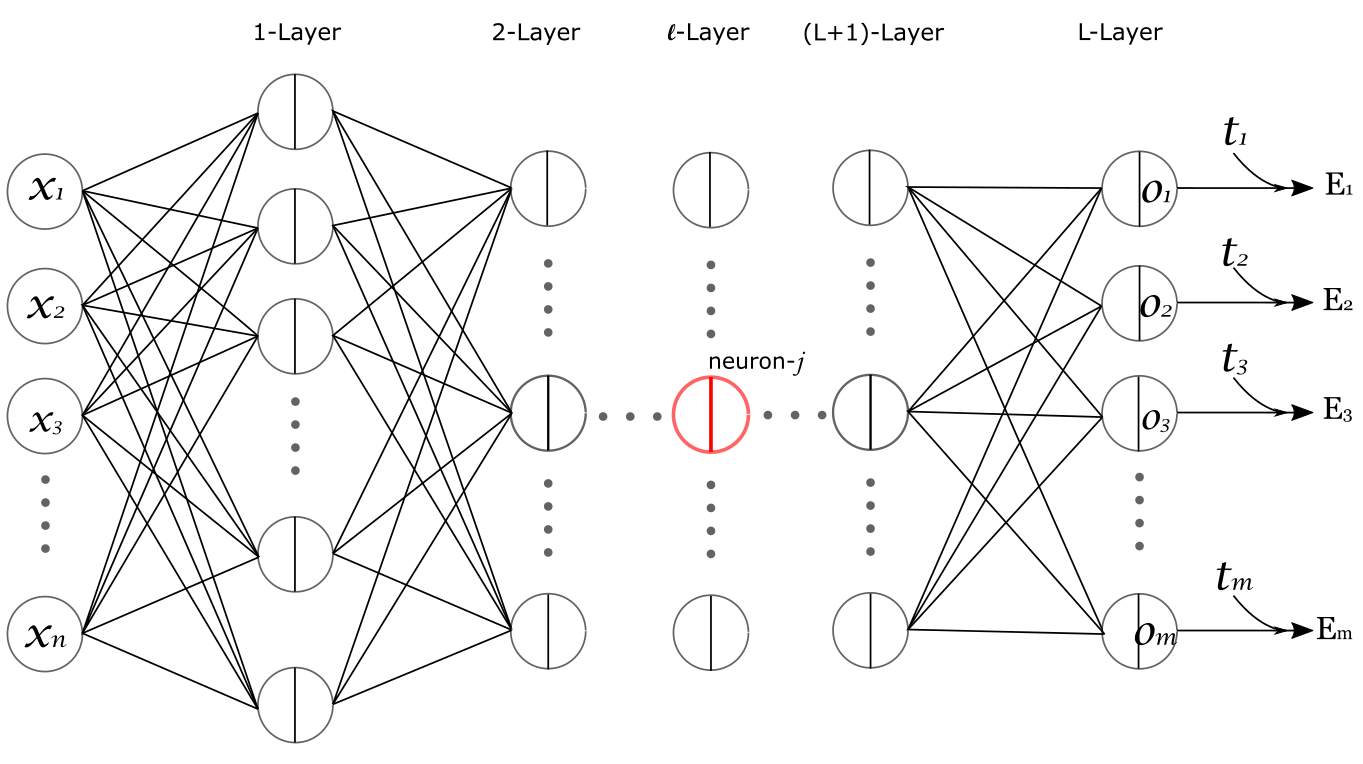 1-Layer
2-Layer
ℓ-Layer
(L+1)-Layer
L-Layer
x₁
x₂
x₃
xₙ
neuron-j
o₁
o₂
o₃
oₘ
t₁
E₁
t₂
E₂
t₃
E₃
tₘ
Eₘ